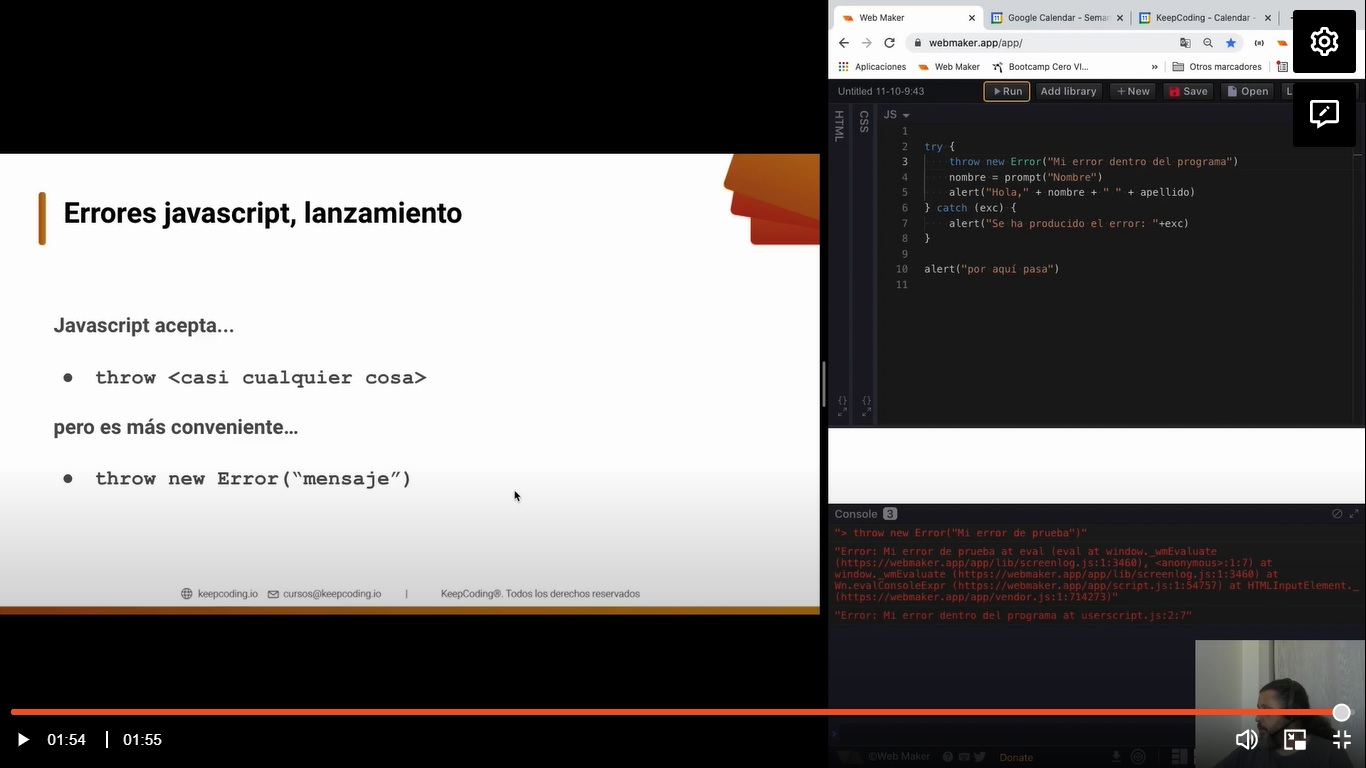 Errores javascript, lanzamiento
Javascript acepta...
● throw <casi cualquier cosa>
pero es más conveniente…
● throw new Error(“mensaje”)
keepcoding.io cursos@keepcoding.io | KeepCoding®. Todos los derechos reservados
Web Maker
Google Calendar - Semar
KeepCoding - Calendar -
webmaker.app/app/
Aplicaciones Web Maker Bootcamp Cero VI... » Otros marcadores
Untitled 11-10-9:43 Run Add library +New Save Open
HTML
CSS
JS
1
2 try {
3 throw new Error("Mi error dentro del programa")
4 nombre = prompt("Nombre")
5 alert("Hola," + nombre + " " + apellido)
6 } catch (exc) {
7 alert("Se ha producido el error: "+exc)
8 }
9
10 alert("por aquí pasa")
11
Console 3
"> throw new Error("Mi error de prueba")"
"Error: Mi error de prueba at eval (eval at window._wmEvaluate
(https://webmaker.app/app/lib/screenlog.js:1:3460), <anonymous>:1:7) at
window._wmEvaluate (https://webmaker.app/app/lib/screenlog.js:1:3460) at
Wn.evalConsoleExpr (https://webmaker.app/app/script.js:1:54757) at HTMLInputElement._
(https://webmaker.app/app/vendor.js:1:714273)"
"Error: Mi error dentro del programa at userscript.js:2:7"
©Web Maker Donate
01:54 | 01:55